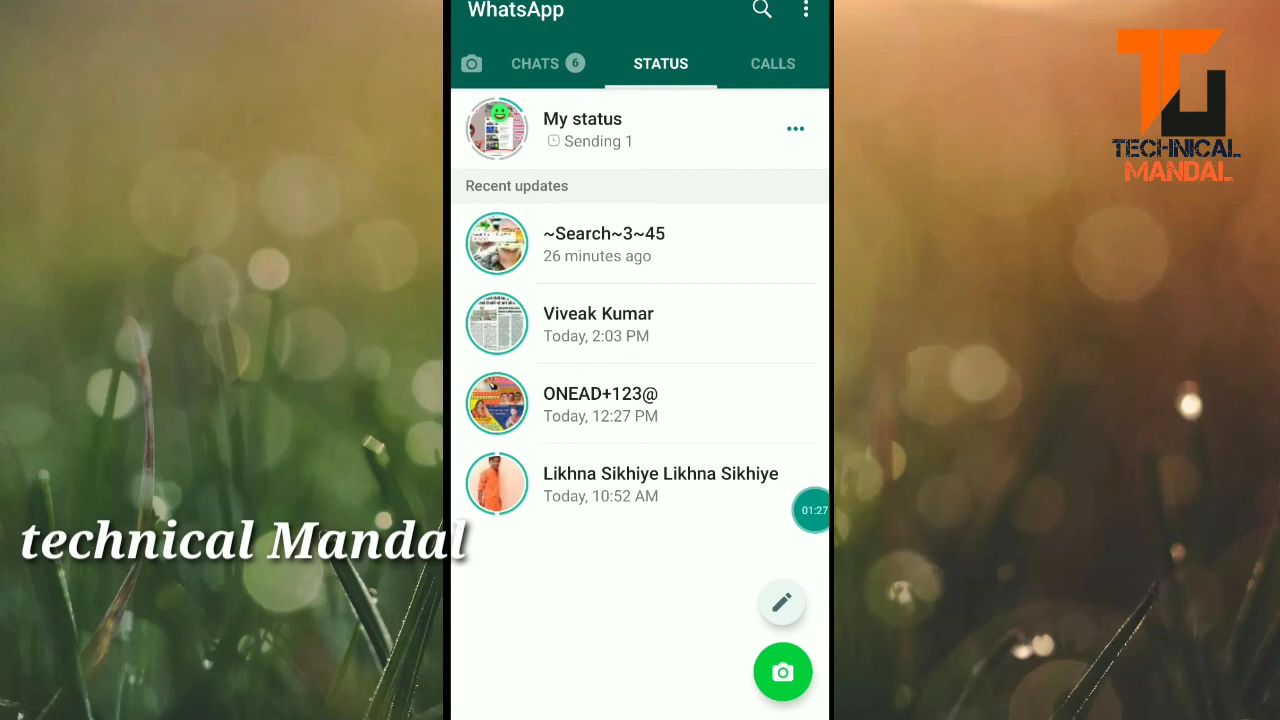 WhatsApp
CHATS 6 STATUS CALLS
My status
Sending 1
Recent updates
~Search~3~45
26 minutes ago
Viveak Kumar
Today, 2:03 PM
ONEAD+123@
Today, 12:27 PM
Likhna Sikhiye Likhna Sikhiye
Today, 10:52 AM
01:27
technical Mandal
TECHNICAL
MANDAL